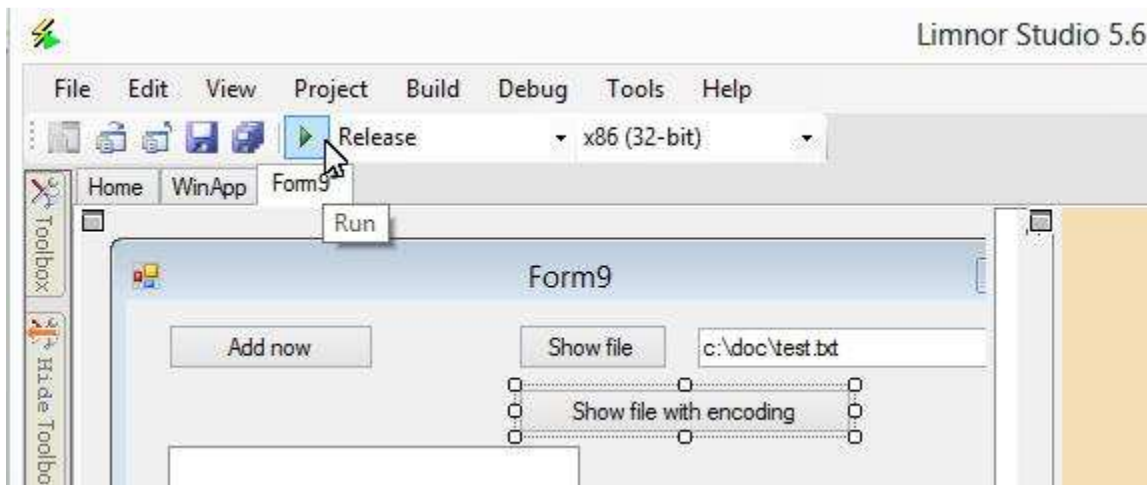 Limnor Studio 5.6
File Edit View Project Build Debug Tools Help
Release x86 (32-bit)
Home WinApp Form9
Run
Toolbox
Form9
Add now Show file c:\doc\test.txt
Show file with encoding
Hide Toolbo